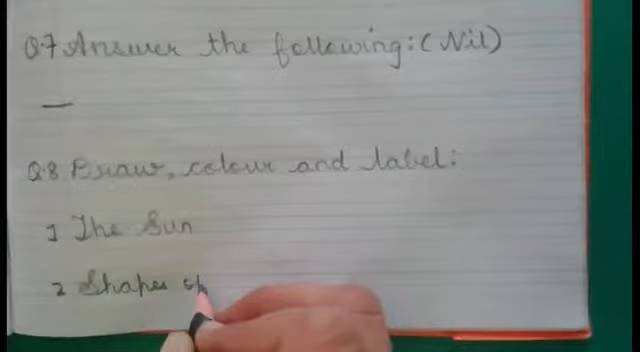 Q.7 Answer the following: (Nil)
—
Q.8 Draw, colour and label:
1 The Sun
2 Shapes